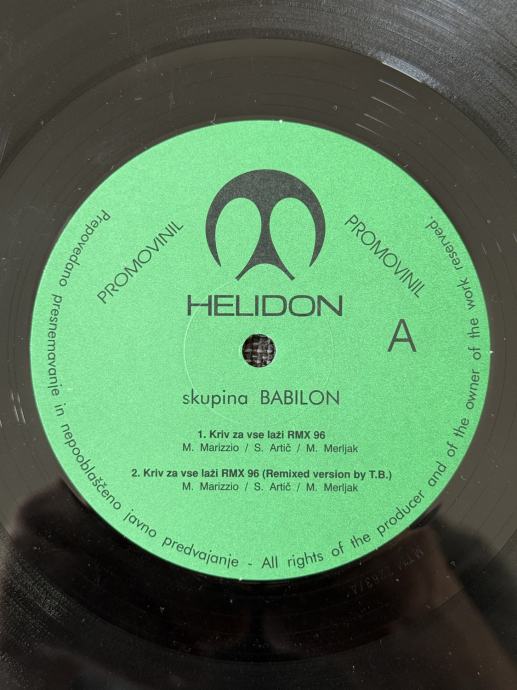 PROMOVINIL
PROMOVINIL
HELIDON
A
skupina BABILON
1. Kriv za vse laži RMX 96
M. Marizzio / S. Artič / M. Merljak
2. Kriv za vse laži RMX 96 (Remixed version by T.B.)
M. Marizzio / S. Artič / M. Merljak
Prepovedano presnemavanje in nepooblaščeno javno predvajanje - All rights of the producer and of the owner of the work reserved.